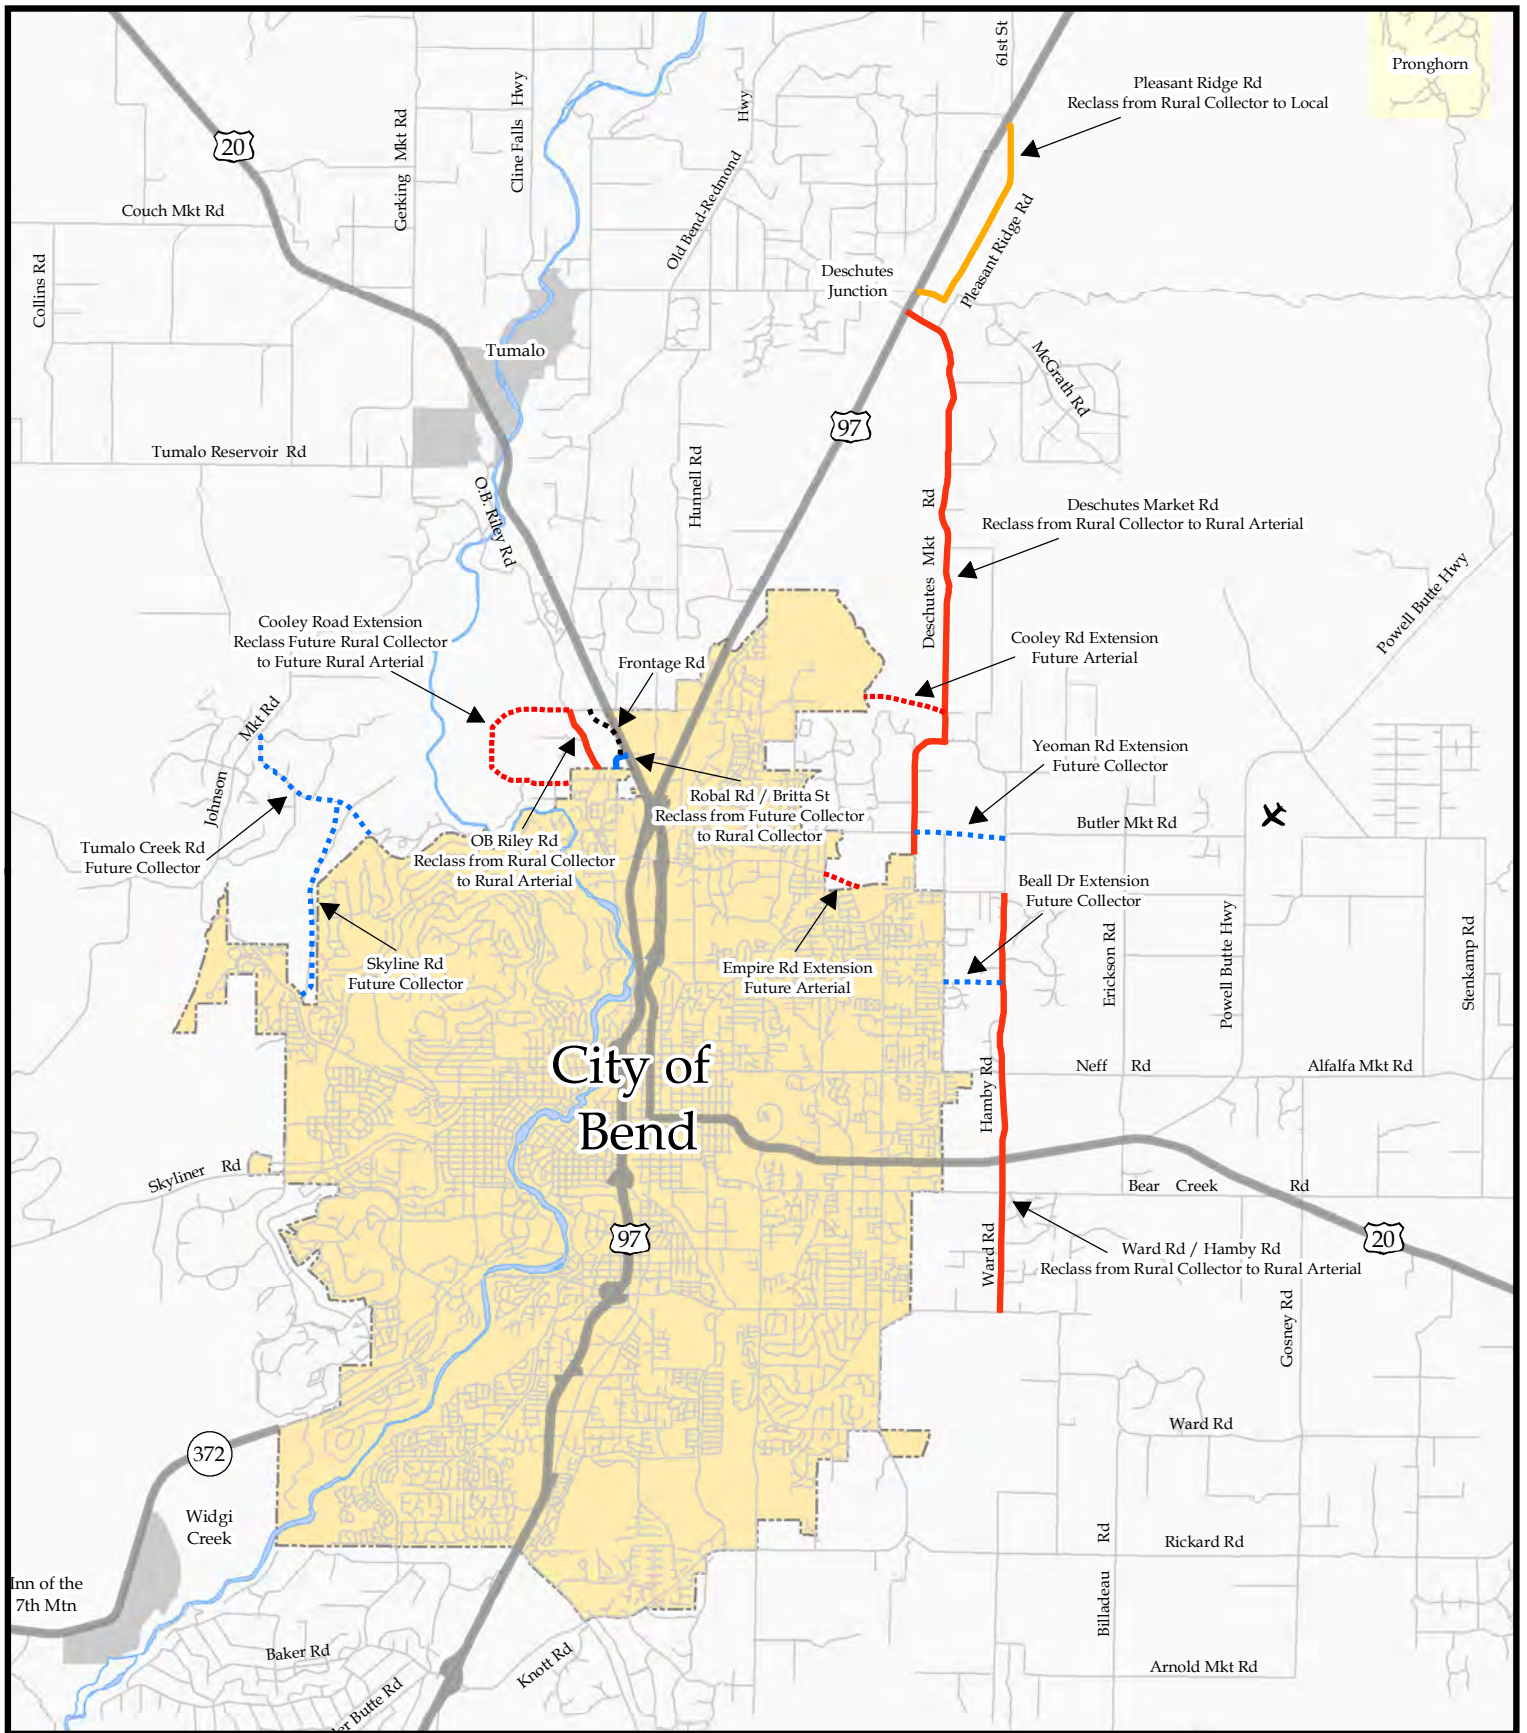 61st St
Pronghorn
Pleasant Ridge Rd
Reclass from Rural Collector to Local
20
Gerking Mkt Rd
Cline Falls Hwy
Old Bend-Redmond Hwy
Couch Mkt Rd
Collins Rd
Deschutes
Junction
Pleasant Ridge Rd
Tumalo
McGrath Rd
97
Tumalo Reservoir Rd
O.B. Riley Rd
Hunnell Rd
Deschutes Mkt Rd
Deschutes Market Rd
Reclass from Rural Collector to Rural Arterial
Powell Butte Hwy
Cooley Road Extension
Reclass Future Rural Collector
to Future Rural Arterial
Frontage Rd
Cooley Rd Extension
Future Arterial
Johnson Mkt Rd
Yeoman Rd Extension
Future Collector
Robal Rd / Britta St
Reclass from Future Collector
to Rural Collector
Butler Mkt Rd
OB Riley Rd
Reclass from Rural Collector
to Rural Arterial
Tumalo Creek Rd
Future Collector
Beall Dr Extension
Future Collector
Skyline Rd
Future Collector
Empire Rd Extension
Future Arterial
Erickson Rd
Powell Butte Hwy
Stenkamp Rd
City of
Bend
Hamby Rd
Neff Rd
Alfalfa Mkt Rd
Skyliner Rd
Bear Creek Rd
97
Ward Rd
Ward Rd / Hamby Rd
Reclass from Rural Collector to Rural Arterial
20
Gosney Rd
Ward Rd
372
Widgi
Creek
Billadeau Rd
Rickard Rd
Inn of the
7th Mtn
Baker Rd
Knott Rd
Arnold Mkt Rd
Butte Rd